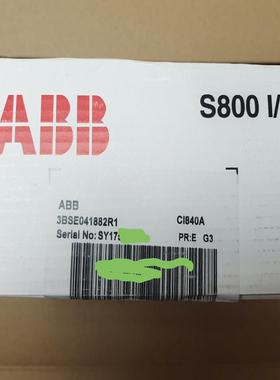 ABB
S800 I/
ABB
3BSE041882R1 CI840A
Serial No: SY17
PR:E G3